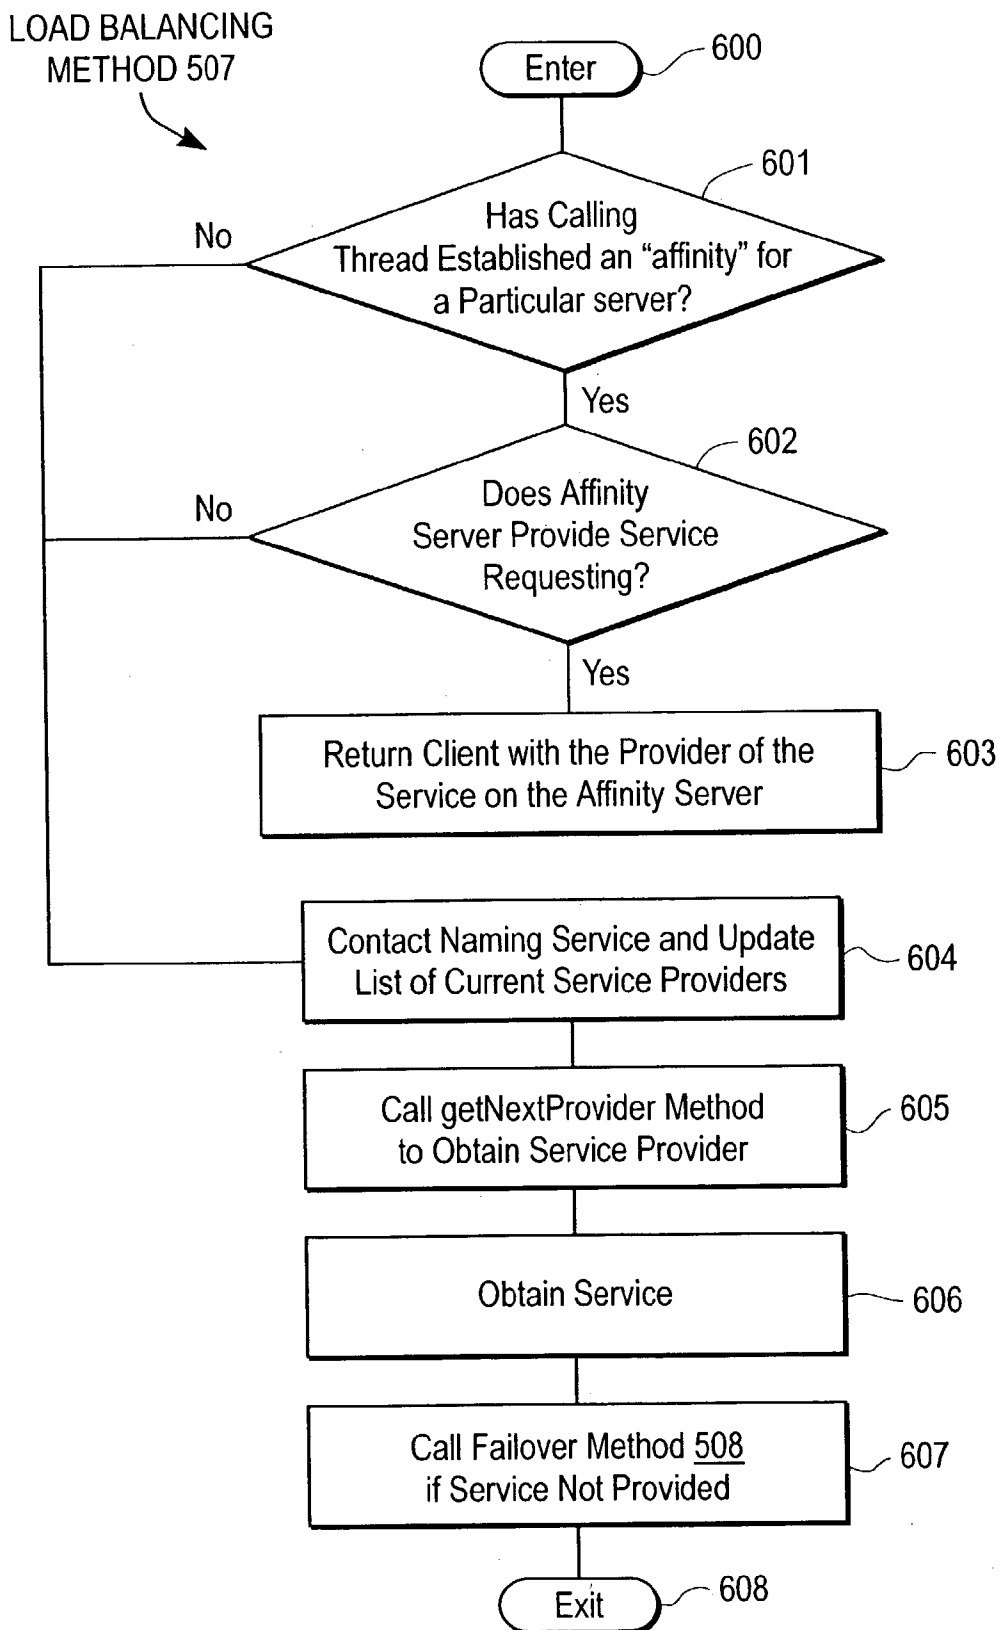 LOAD BALANCING
METHOD 507
Enter
600
601
Has Calling
Thread Established an “affinity” for
a Particular server?
No
Yes
602
Does Affinity
Server Provide Service
Requesting?
No
Yes
Return Client with the Provider of the
Service on the Affinity Server
603
Contact Naming Service and Update
List of Current Service Providers
604
Call getNextProvider Method
to Obtain Service Provider
605
Obtain Service
606
Call Failover Method 508
if Service Not Provided
607
Exit
608